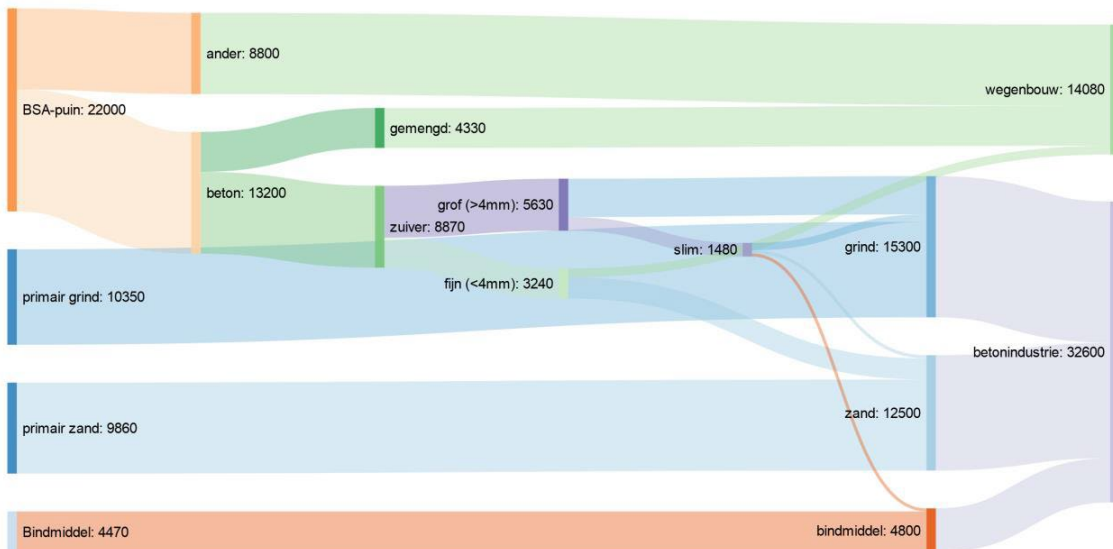 ander: 8800
wegenbouw: 14080
BSA-puin: 22000
gemengd: 4330
beton: 13200
grof (>4mm): 5630
zuiver: 8870
slim: 1480
grind: 15300
fijn (<4mm): 3240
primair grind: 10350
betonindustrie: 32600
zand: 12500
primair zand: 9860
Bindmiddel: 4470
bindmiddel: 4800